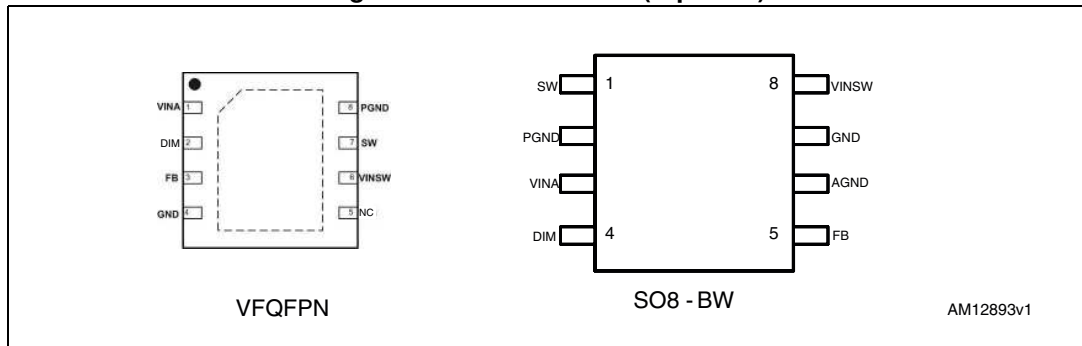 VINA 1
DIM 2
FB 3
GND 4
8 PGND
7 SW
6 VINSW
5 NC
VFQFPN
SW 1
PGND
VINA
DIM 4
8 VINSW
GND
AGND
5 FB
SO8 - BW
AM12893v1